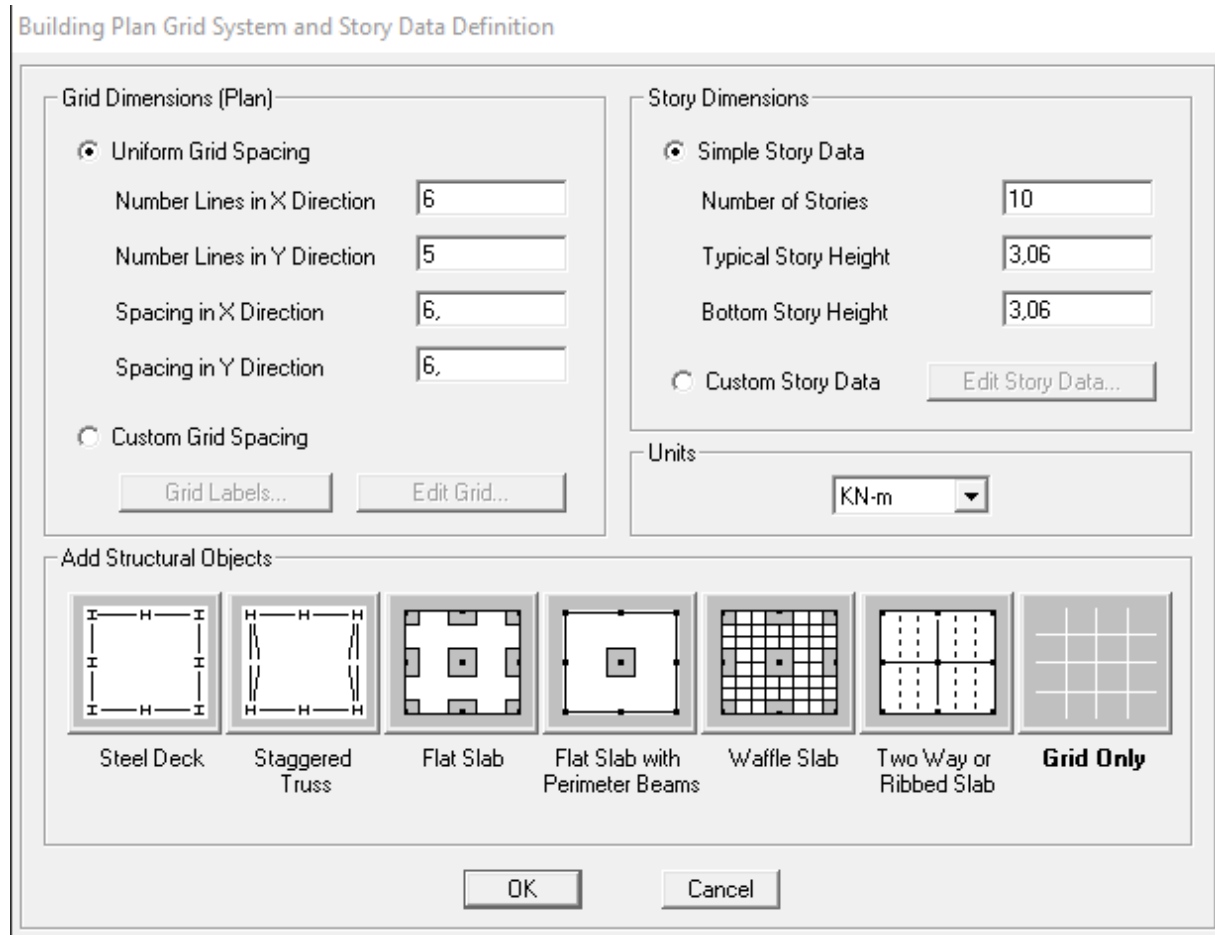 Building Plan Grid System and Story Data Definition
Grid Dimensions (Plan)
Uniform Grid Spacing
Number Lines in X Direction 6
Number Lines in Y Direction 5
Spacing in X Direction 6,
Spacing in Y Direction 6,
Custom Grid Spacing
Grid Labels... Edit Grid...
Story Dimensions
Simple Story Data
Number of Stories 10
Typical Story Height 3,06
Bottom Story Height 3,06
Custom Story Data Edit Story Data...
Units
KN-m
Add Structural Objects
Steel Deck
Staggered
Truss
Flat Slab
Flat Slab with
Perimeter Beams
Waffle Slab
Two Way or
Ribbed Slab
Grid Only
OK Cancel